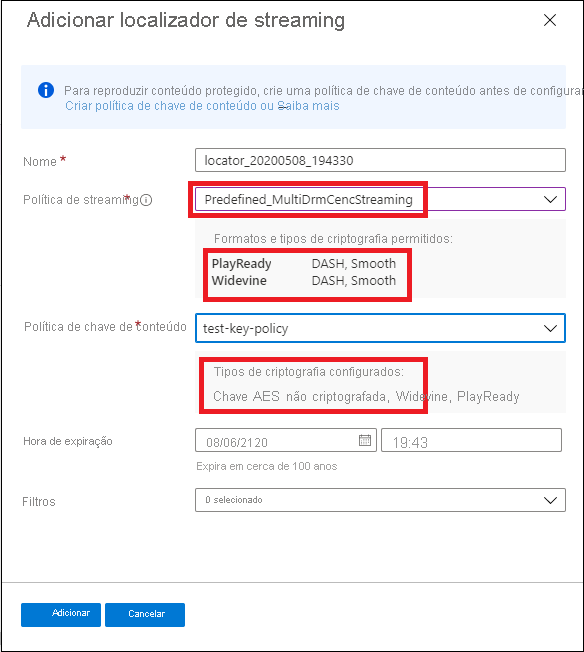 Adicionar localizador de streaming
Para reproduzir conteúdo protegido, crie uma política de chave de conteúdo antes de configurar
Criar política de chave de conteúdo ou Saiba mais
Nome * locator_20200508_194330
Política de streaming* Predefined_MultiDrmCencStreaming
Formatos e tipos de criptografia permitidos:
PlayReady DASH, Smooth
Widevine DASH, Smooth
Política de chave de conteúdo * test-key-policy
Tipos de criptografia configurados:
Chave AES não criptografada, Widevine, PlayReady
Hora de expiração 08/06/2120 19:43
Expira em cerca de 100 anos
Filtros 0 selecionado
Adicionar Cancelar